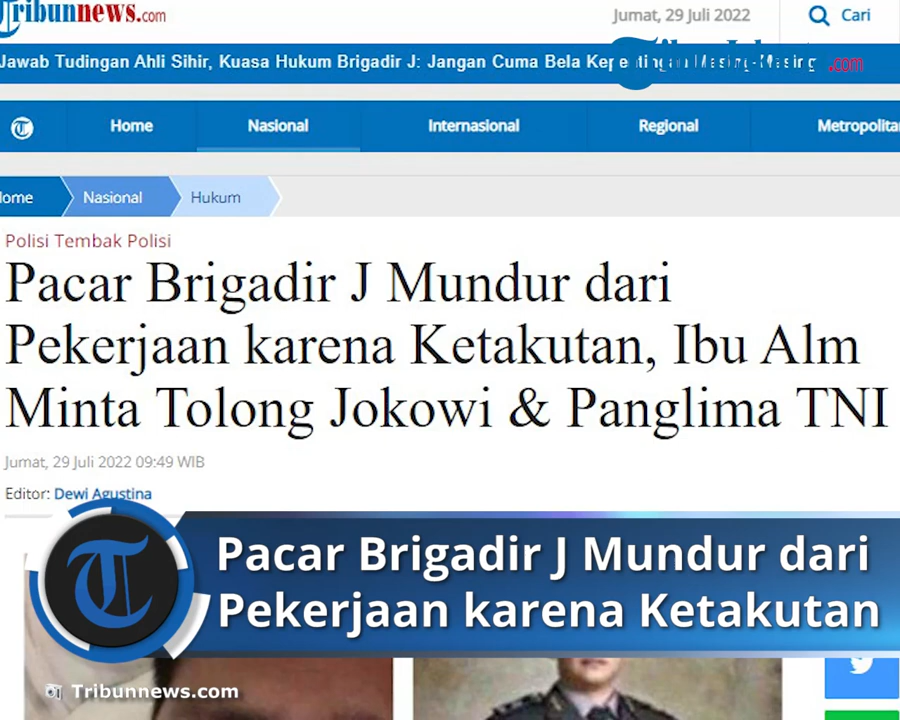 Tribunnews.com
Jumat, 29 Juli 2022
Cari
Jawab Tudingan Ahli Sihir, Kuasa Hukum Brigadir J: Jangan Cuma Bela Kepentingan Masing-Masing
.com
Home
Nasional
Internasional
Regional
Metropolita
Home
Nasional
Hukum
Polisi Tembak Polisi
Pacar Brigadir J Mundur dari
Pekerjaan karena Ketakutan, Ibu Alm
Minta Tolong Jokowi & Panglima TNI
Jumat, 29 Juli 2022 09:49 WIB
Editor: Dewi Agustina
Pacar Brigadir J Mundur dari
Pekerjaan karena Ketakutan
Tribunnews.com